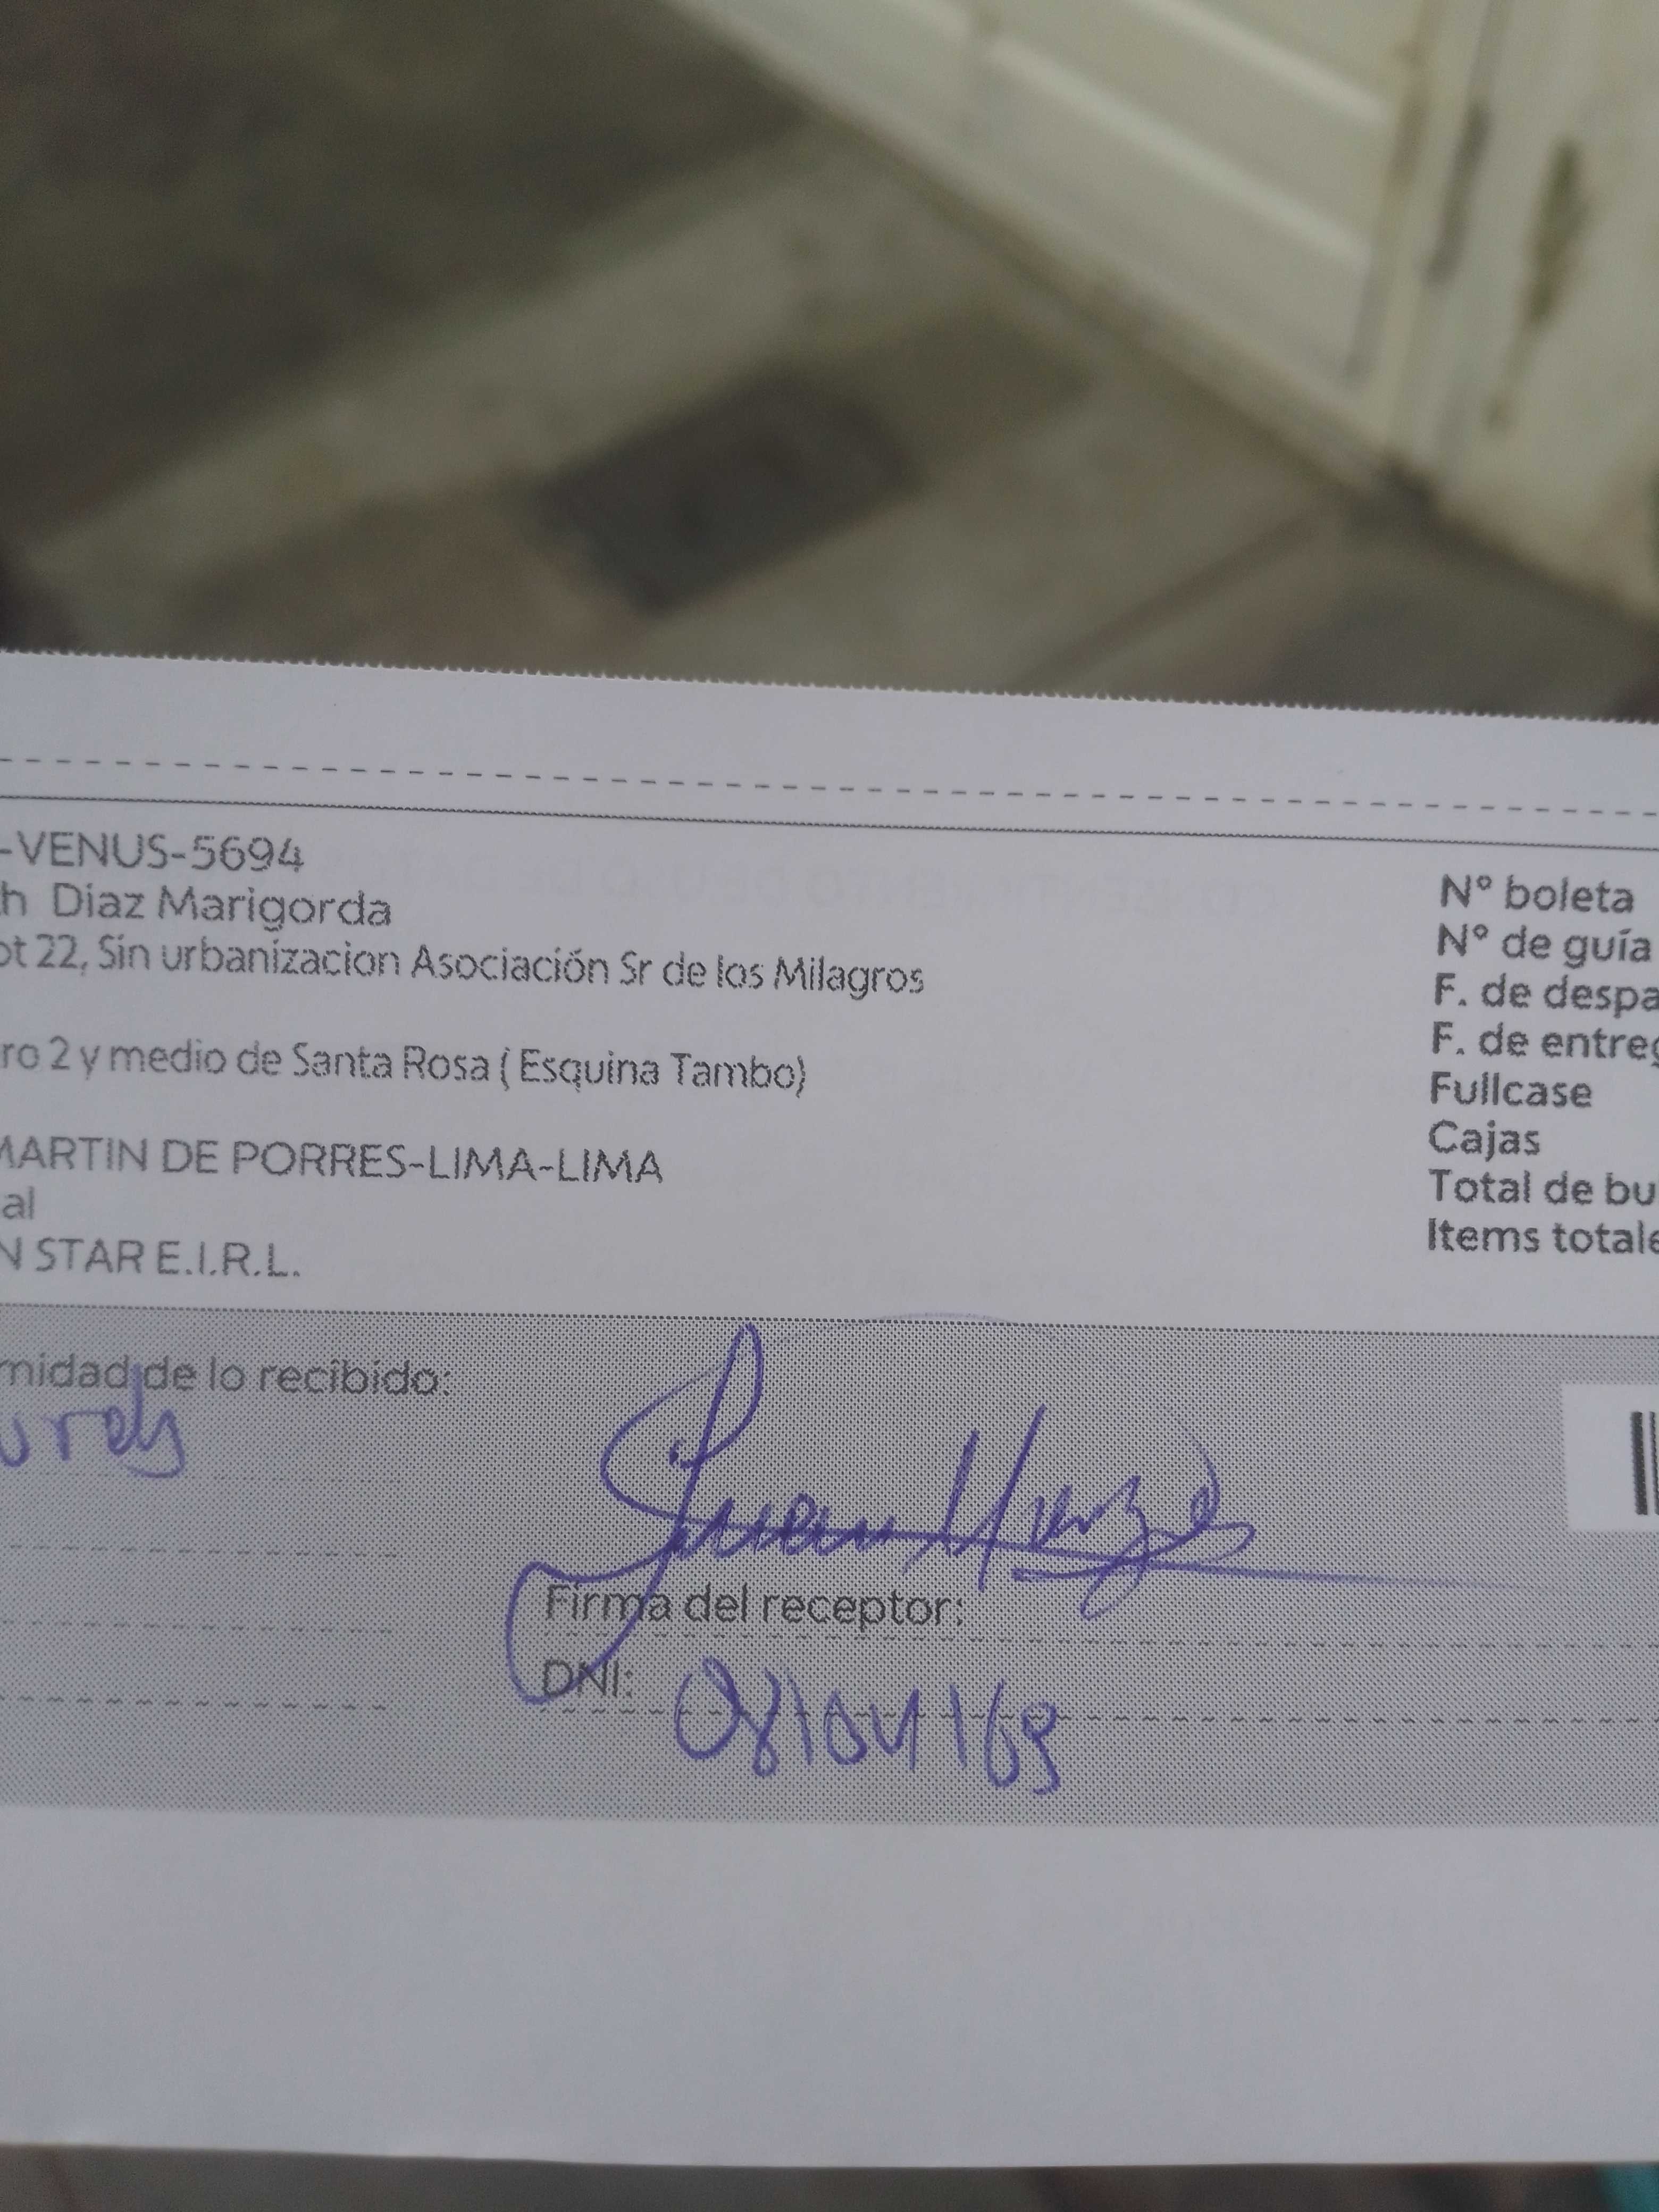 -VENUS-5694
h Diaz Marigorda
ot 22, Sin urbanizacion Asociación Sr de los Milagros
ro 2 y medio de Santa Rosa ( Esquina Tambo)
MARTIN DE PORRES-LIMA-LIMA
al
N STAR E.I.R.L.
N° boleta
N° de guía
F. de despa
F. de entreg
Fullcase
Cajas
Total de bu
Items totale
midad de lo recibido:
Firma del receptor:
DNI: